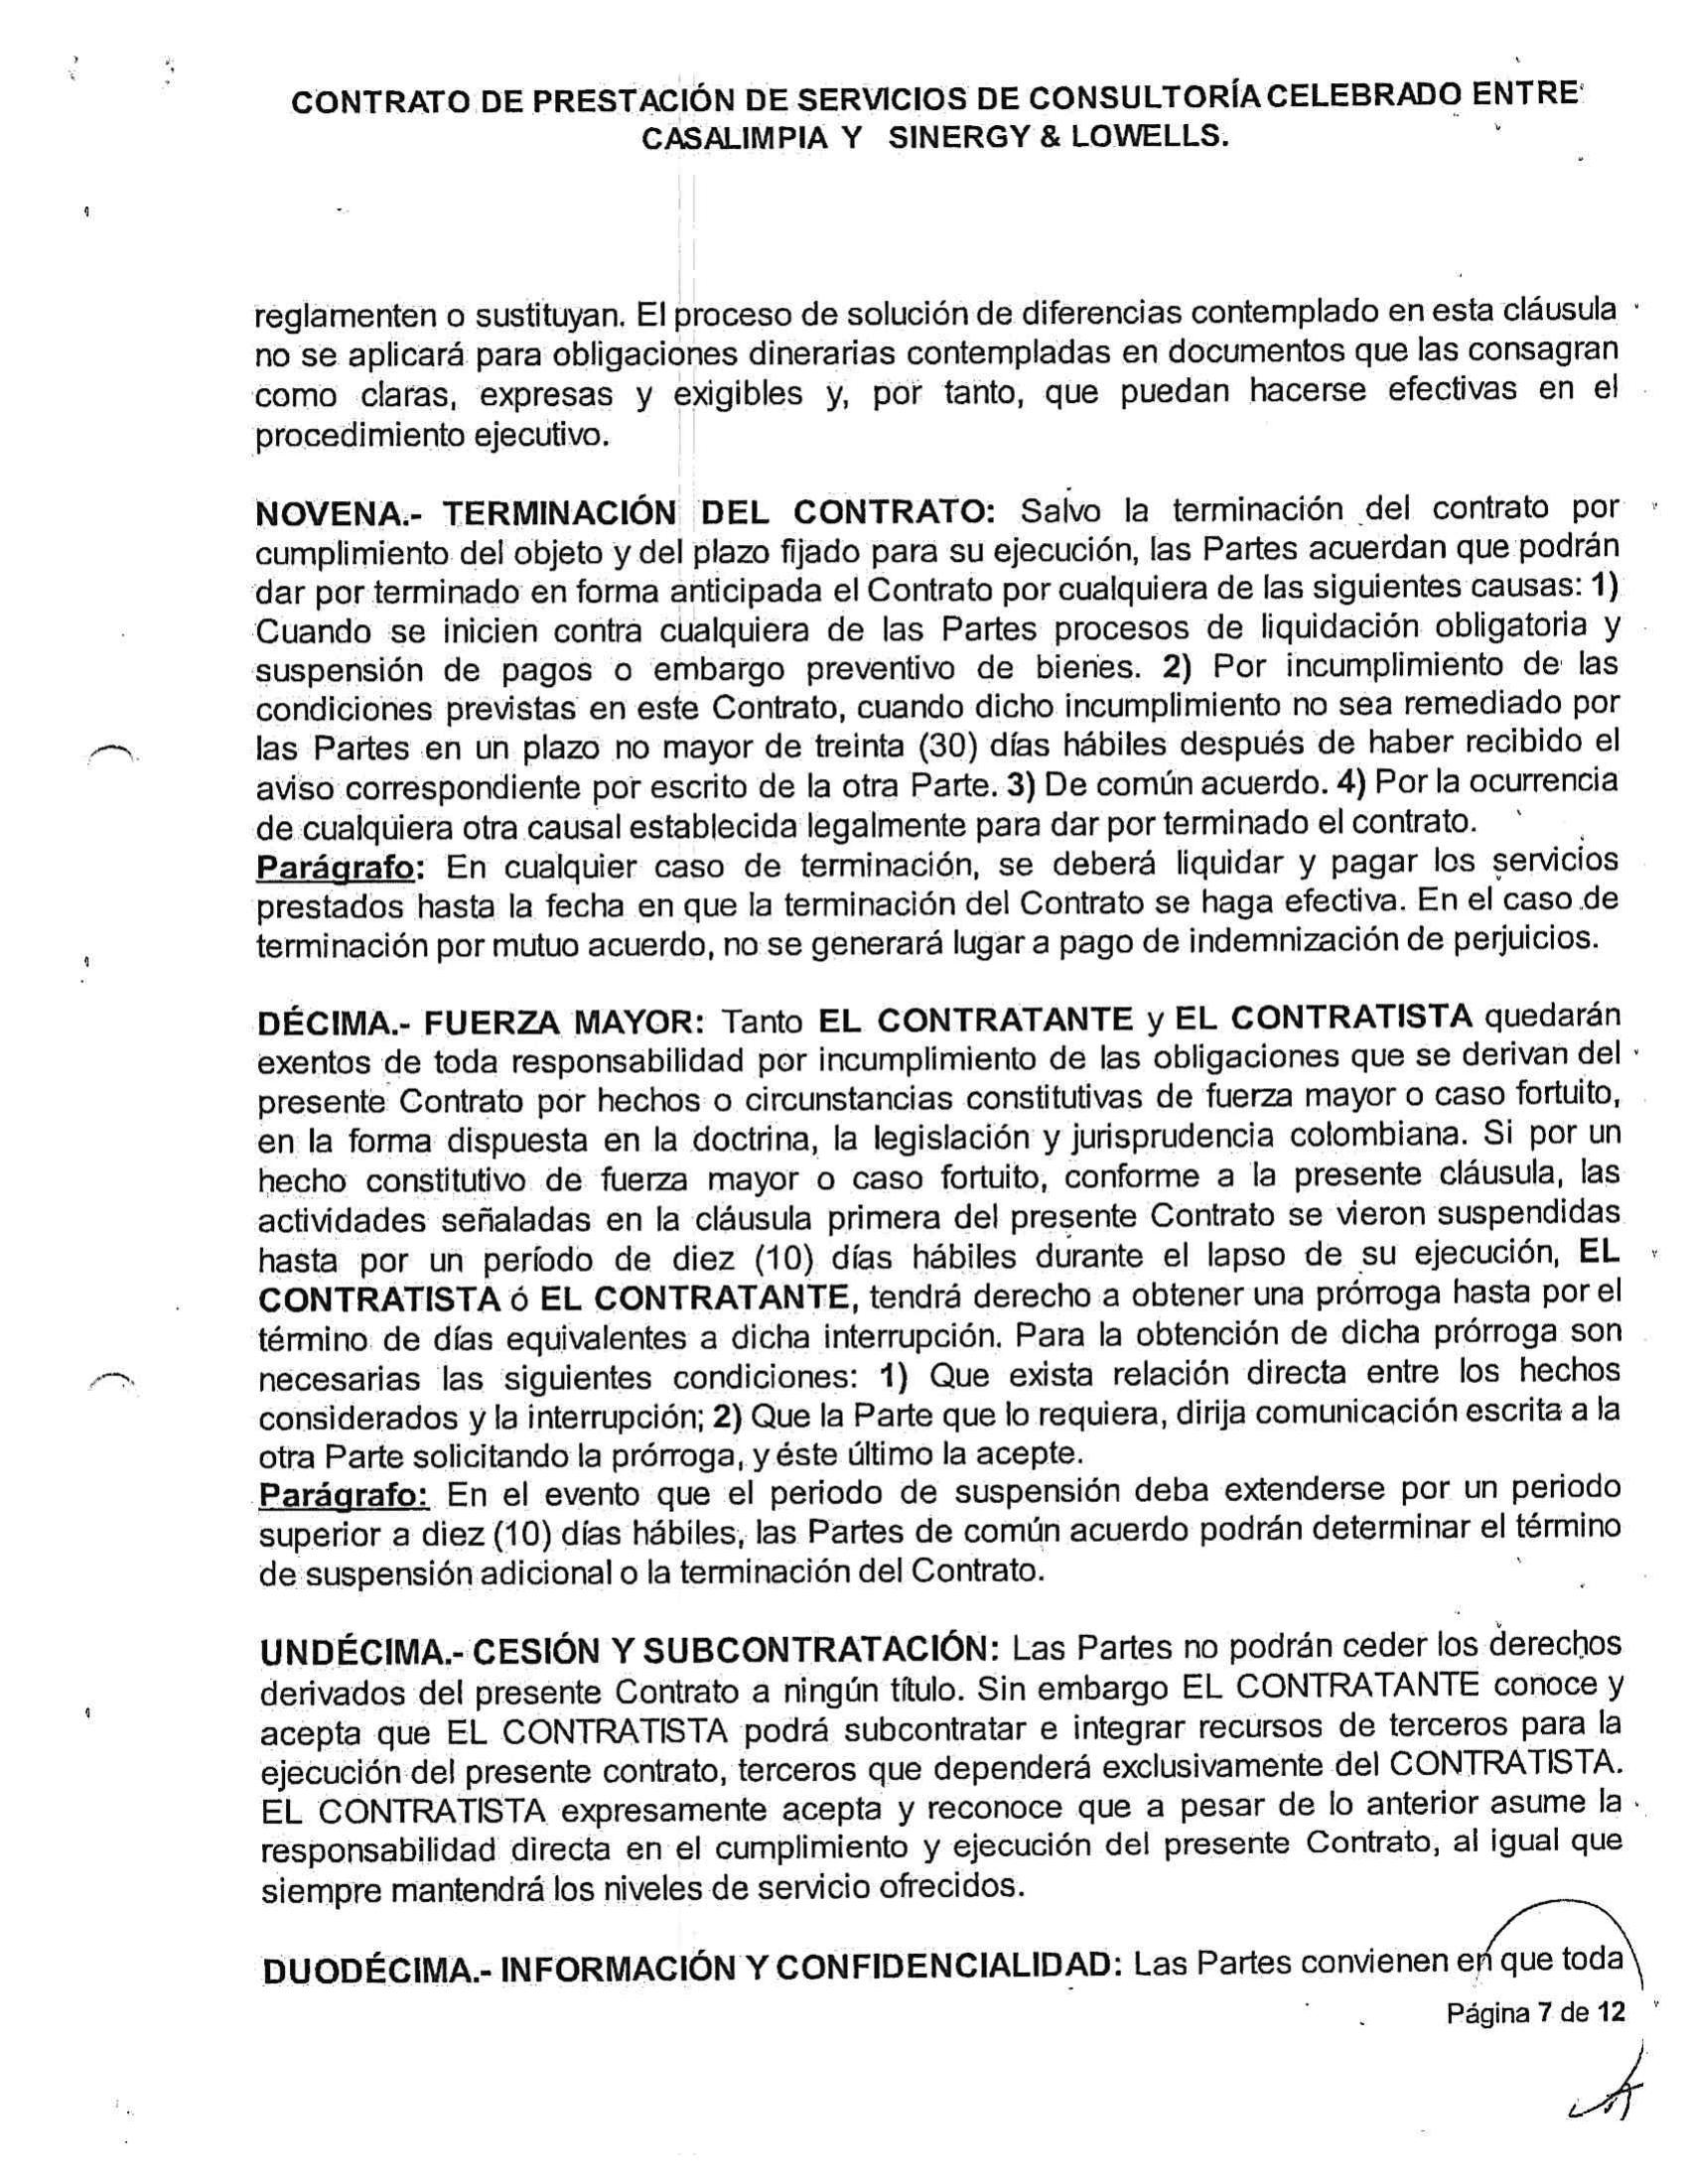 CONTRATO DE PRESTACIÓN DE SERVICIOS DE CONSULTORÍA CELEBRADO ENTRE
CASALIMPIA Y SINERGY & LOWELLS.
reglamenten o sustituyan. El proceso de solución de diferencias contemplado en esta cláusula
no se aplicará para obligaciones dinerarias contempladas en documentos que las consagran
como claras, expresas y exigibles y, por tanto, que puedan hacerse efectivas en el
procedimiento ejecutivo.
NOVENA.- TERMINACIÓN DEL CONTRATO: Salvo la terminación del contrato por
cumplimiento del objeto y del plazo fijado para su ejecución, las Partes acuerdan que podrán
dar por terminado en forma anticipada el Contrato por cualquiera de las siguientes causas: 1)
Cuando se inicien contra cualquiera de las Partes procesos de liquidación obligatoria y
suspensión de pagos o embargo preventivo de bienes. 2) Por incumplimiento de las
condiciones previstas en este Contrato, cuando dicho incumplimiento no sea remediado por
las Partes en un plazo no mayor de treinta (30) días hábiles después de haber recibido el
aviso correspondiente por escrito de la otra Parte. 3) De común acuerdo. 4) Por la ocurrencia
de cualquiera otra causal establecida legalmente para dar por terminado el contrato.
Parágrafo: En cualquier caso de terminación, se deberá liquidar y pagar los servicios
prestados hasta la fecha en que la terminación del Contrato se haga efectiva. En el caso de
terminación por mutuo acuerdo, no se generará lugar a pago de indemnización de perjuicios.
DÉCIMA.- FUERZA MAYOR: Tanto EL CONTRATANTE y EL CONTRATISTA quedarán
exentos de toda responsabilidad por incumplimiento de las obligaciones que se derivan del
presente Contrato por hechos o circunstancias constitutivas de fuerza mayor o caso fortuito,
en la forma dispuesta en la doctrina, la legislación y jurisprudencia colombiana. Si por un
hecho constitutivo de fuerza mayor o caso fortuito, conforme a la presente cláusula, las
actividades señaladas en la cláusula primera del presente Contrato se vieron suspendidas
hasta por un período de diez (10) días hábiles durante el lapso de su ejecución, EL
CONTRATISTA ó EL CONTRATANTE, tendrá derecho a obtener una prórroga hasta por el
término de días equivalentes a dicha interrupción. Para la obtención de dicha prórroga son
necesarias las siguientes condiciones: 1) Que exista relación directa entre los hechos
considerados y la interrupción; 2) Que la Parte que lo requiera, dirija comunicación escrita a la
otra Parte solicitando la prórroga, y éste último la acepte.
Parágrafo: En el evento que el periodo de suspensión deba extenderse por un periodo
superior a diez (10) días hábiles, las Partes de común acuerdo podrán determinar el término
de suspensión adicional o la terminación del Contrato.
UNDÉCIMA.- CESIÓN Y SUBCONTRATACIÓN: Las Partes no podrán ceder los derechos
derivados del presente Contrato a ningún título. Sin embargo EL CONTRATANTE conoce y
acepta que EL CONTRATISTA podrá subcontratar e integrar recursos de terceros para la
ejecución del presente contrato, terceros que dependerá exclusivamente del CONTRATISTA.
EL CONTRATISTA expresamente acepta y reconoce que a pesar de lo anterior asume la
responsabilidad directa en el cumplimiento y ejecución del presente Contrato, al igual que
siempre mantendrá los niveles de servicio ofrecidos.
DUODÉCIMA.- INFORMACIÓN Y CONFIDENCIALIDAD: Las Partes convienen en que toda
Página 7 de 12